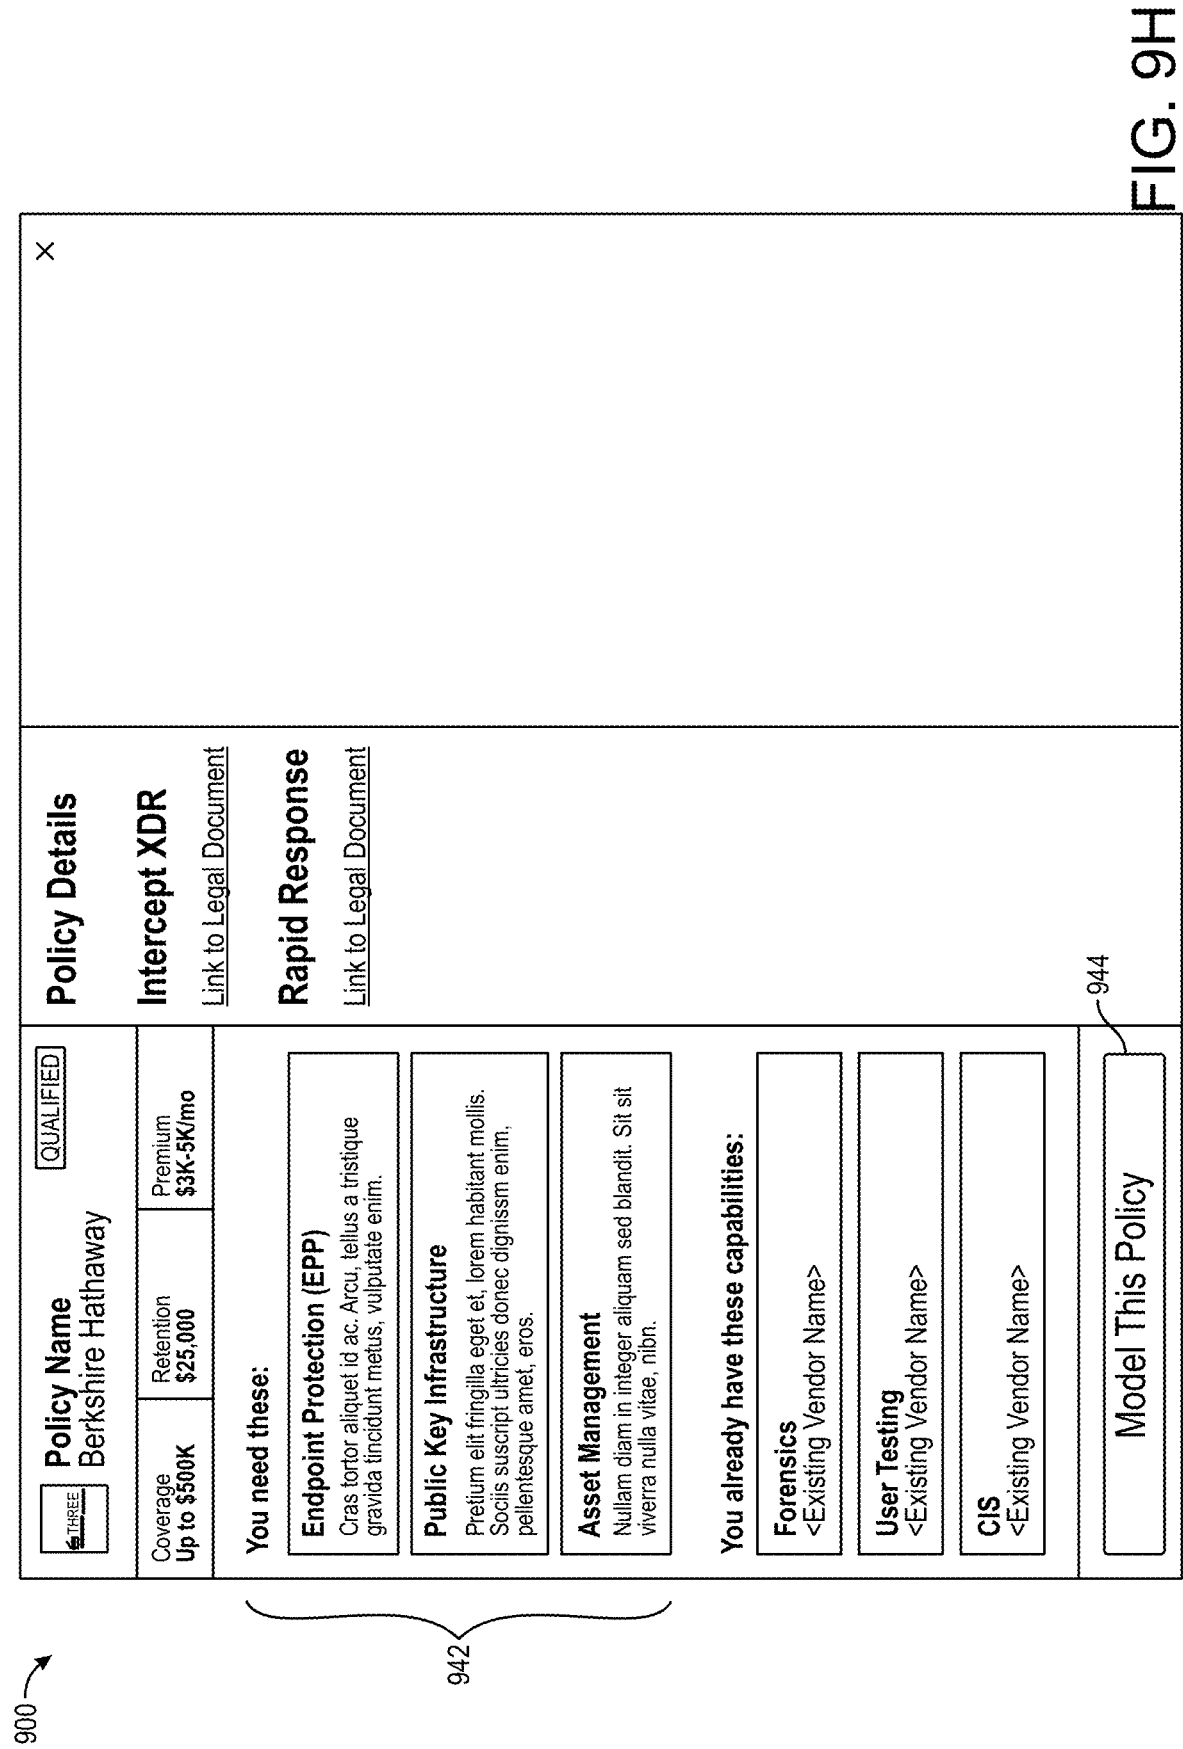 900
THREE
Policy Name
Berkshire Hathaway
QUALIFIED
Coverage
Up to $500K
Retention
$25,000
Premium
$3K-5K/mo
You need these:
Endpoint Protection (EPP)
Cras tortor aliquet id ac. Arcu, tellus a tristique
gravida tincidunt metus, vulputate enim.
Public Key Infrastructure
Pretium elit fringilla eget et, lorem habitant mollis.
Sociis suscript ultricies donec dignissm enim,
pellentesque amet, eros.
Asset Management
Nullam diam in integer aliquam sed blandit. Sit sit
viverra nulla vitae, nibn.
942
You already have these capabilities:
Forensics
<Existing Vendor Name>
User Testing
<Existing Vendor Name>
CIS
<Existing Vendor Name>
Model This Policy
944
Policy Details
Intercept XDR
Link to Legal Document
Rapid Response
Link to Legal Document
X
FIG. 9H